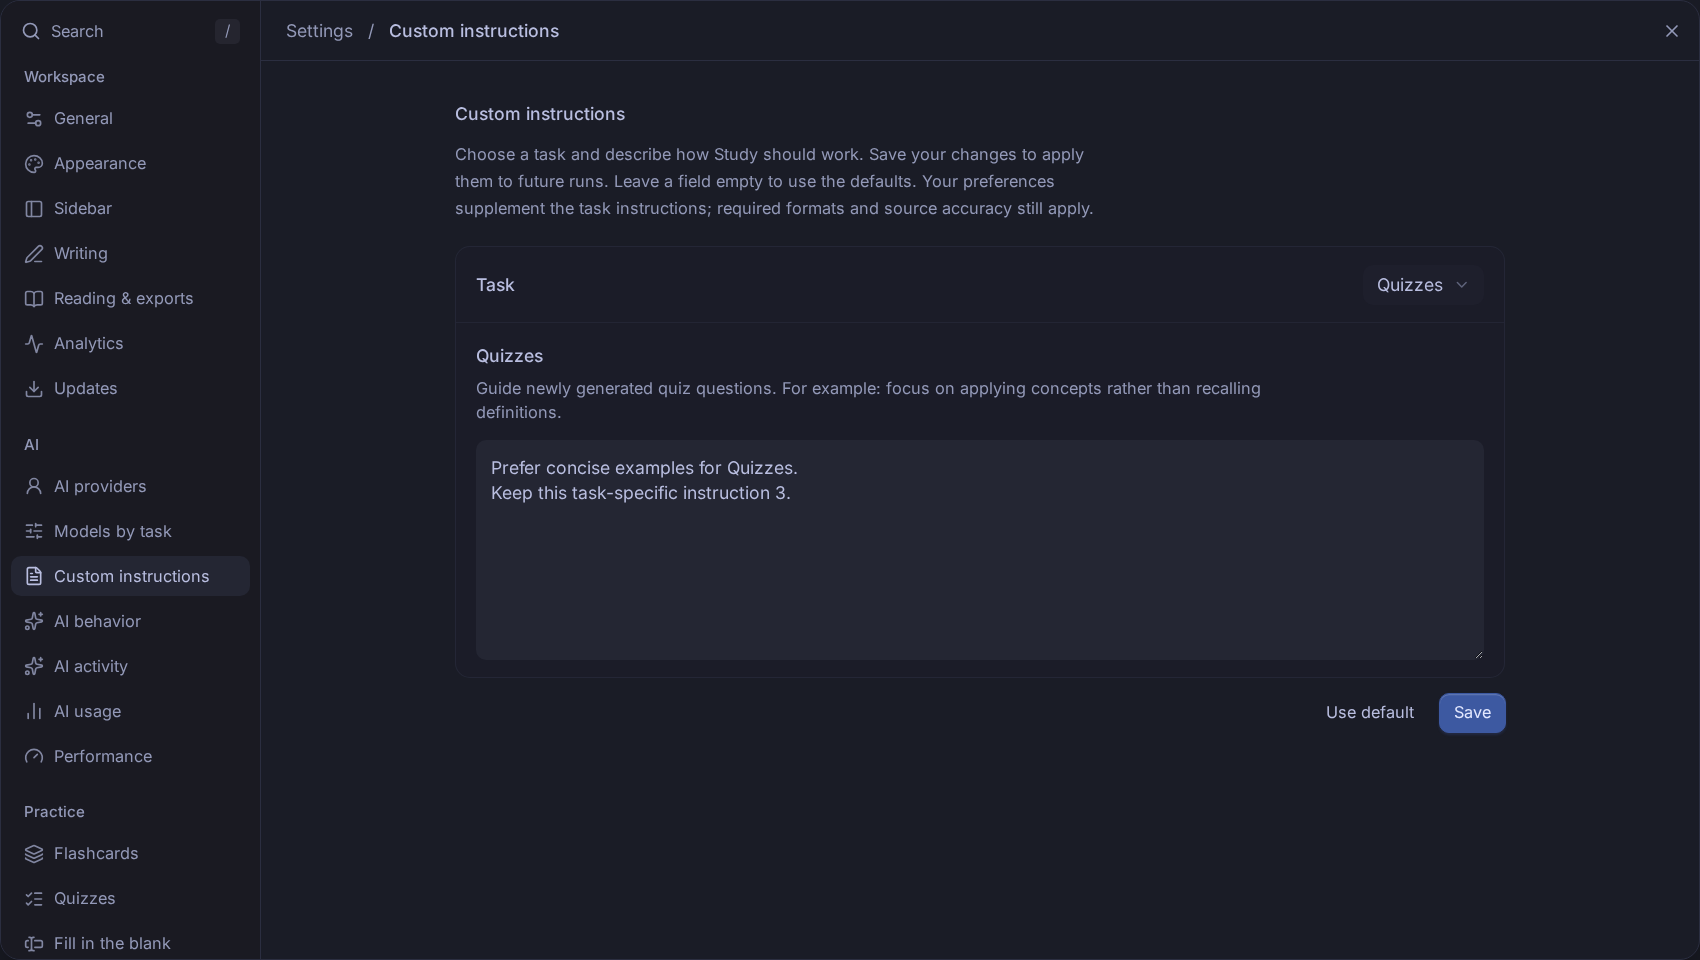 Search /
Workspace
General
Appearance
Sidebar
Writing
Reading & exports
Analytics
Updates
AI
AI providers
Models by task
Custom instructions
AI behavior
AI activity
AI usage
Performance
Practice
Flashcards
Quizzes
Fill in the blank
Settings / Custom instructions
Custom instructions
Choose a task and describe how Study should work. Save your changes to apply
them to future runs. Leave a field empty to use the defaults. Your preferences
supplement the task instructions; required formats and source accuracy still apply.
Task
Quizzes
Quizzes
Guide newly generated quiz questions. For example: focus on applying concepts rather than recalling
definitions.
Prefer concise examples for Quizzes.
Keep this task-specific instruction 3.
Use default
Save